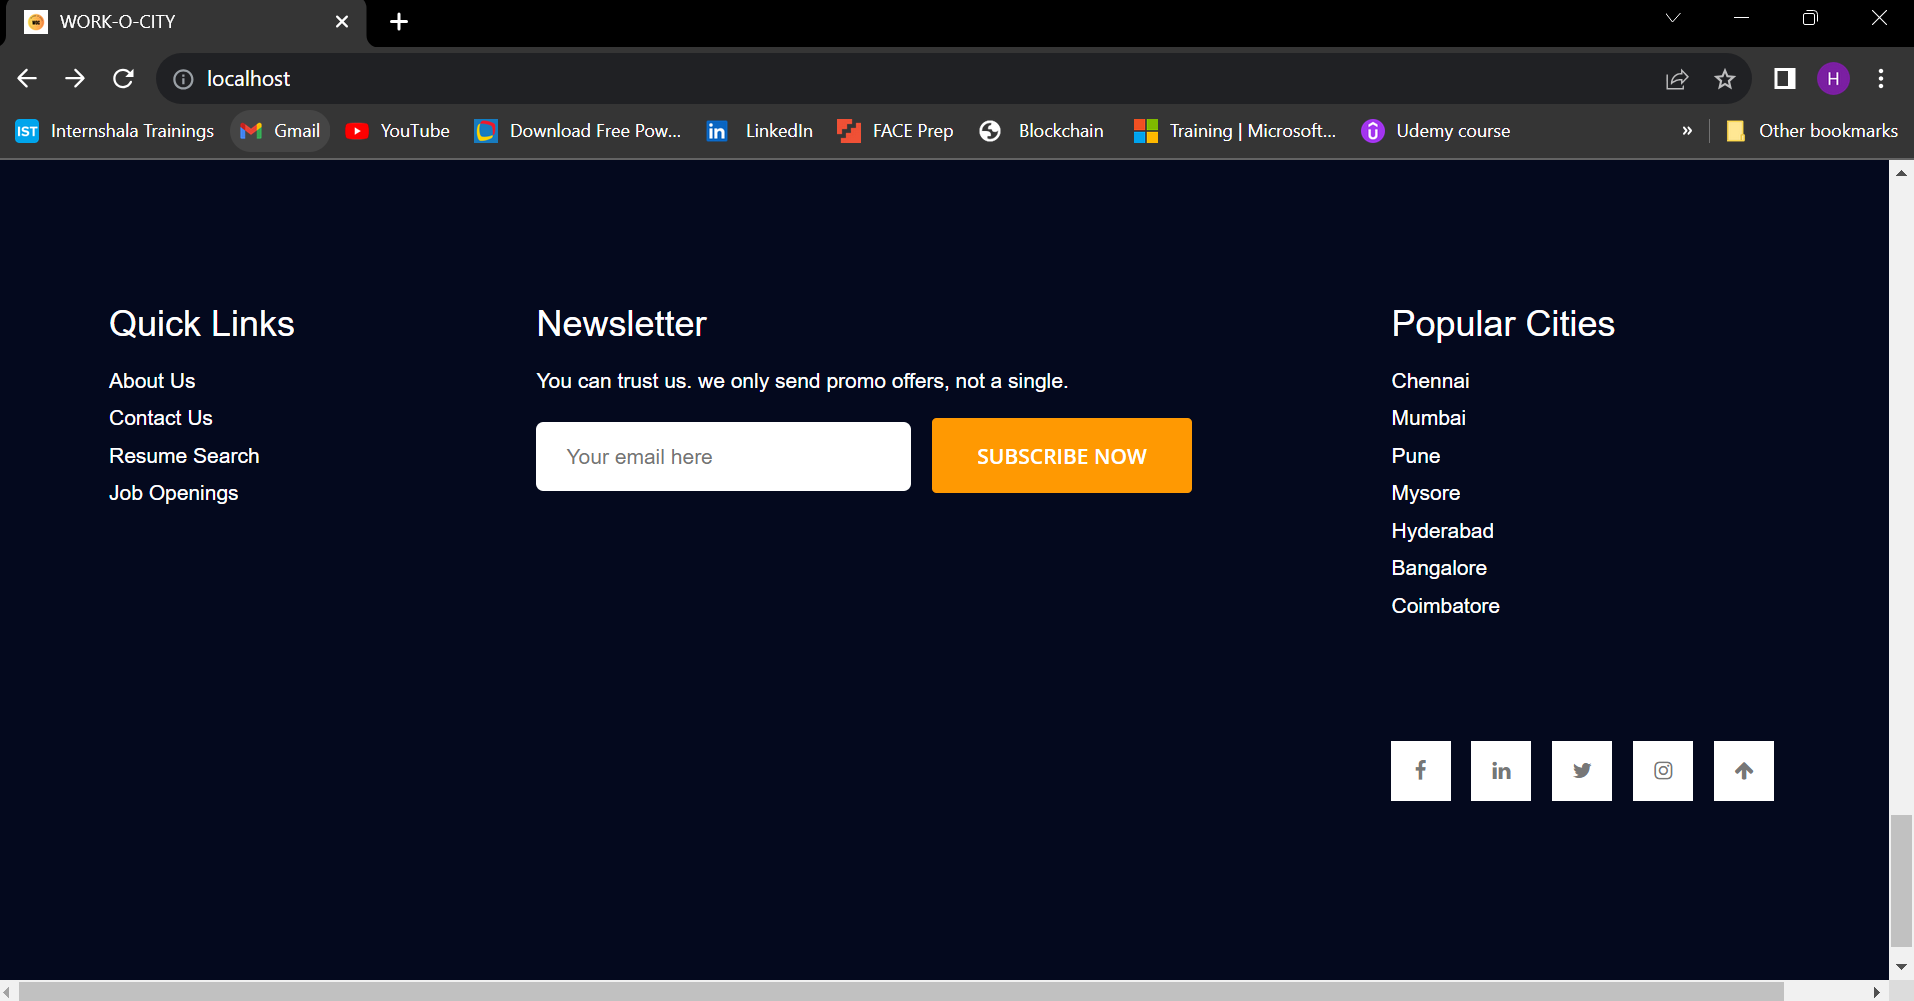 WORK-O-CITY
localhost
H
IST Internshala Trainings Gmail YouTube Download Free Pow... in LinkedIn FACE Prep Blockchain Training | Microsoft... Udemy course » Other bookmarks
Quick Links
About Us
Contact Us
Resume Search
Job Openings
Newsletter
You can trust us. we only send promo offers, not a single.
Your email here
SUBSCRIBE NOW
Popular Cities
Chennai
Mumbai
Pune
Mysore
Hyderabad
Bangalore
Coimbatore